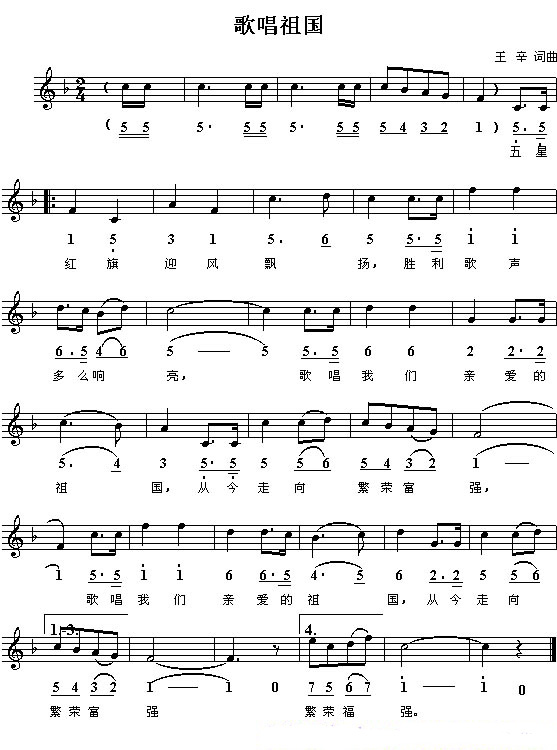 歌唱祖国
王 辛 词曲
2 4
( 5 5 5 · 5 5 5 · 5 5 5 4 3 2 1 ) 5 · 5
五 星
1 5 3 1 5 · 6 5 5 · 5 i i
红 旗 迎 风 飘 扬, 胜 利 歌 声
6 · 5 4 6 5 — 5 5 · 5 6 6 2 2 · 2
多 么 响 亮, 歌 唱 我 们 亲 爱 的
5 · 4 3 5 · 5 5 6 5 4 3 2 1 —
祖 国, 从 今 走 向 繁 荣 富 强,
1 5 · 5 i i 6 6 · 5 4 · 5 6 2 · 2 5 6
歌 唱 我 们 亲 爱 的 祖 国, 从 今 走 向
1. 3. 4.
5 4 3 2 1 — 1 0 7 5 6 7 i — i 0
繁 荣 富 强 繁 荣 福 强。